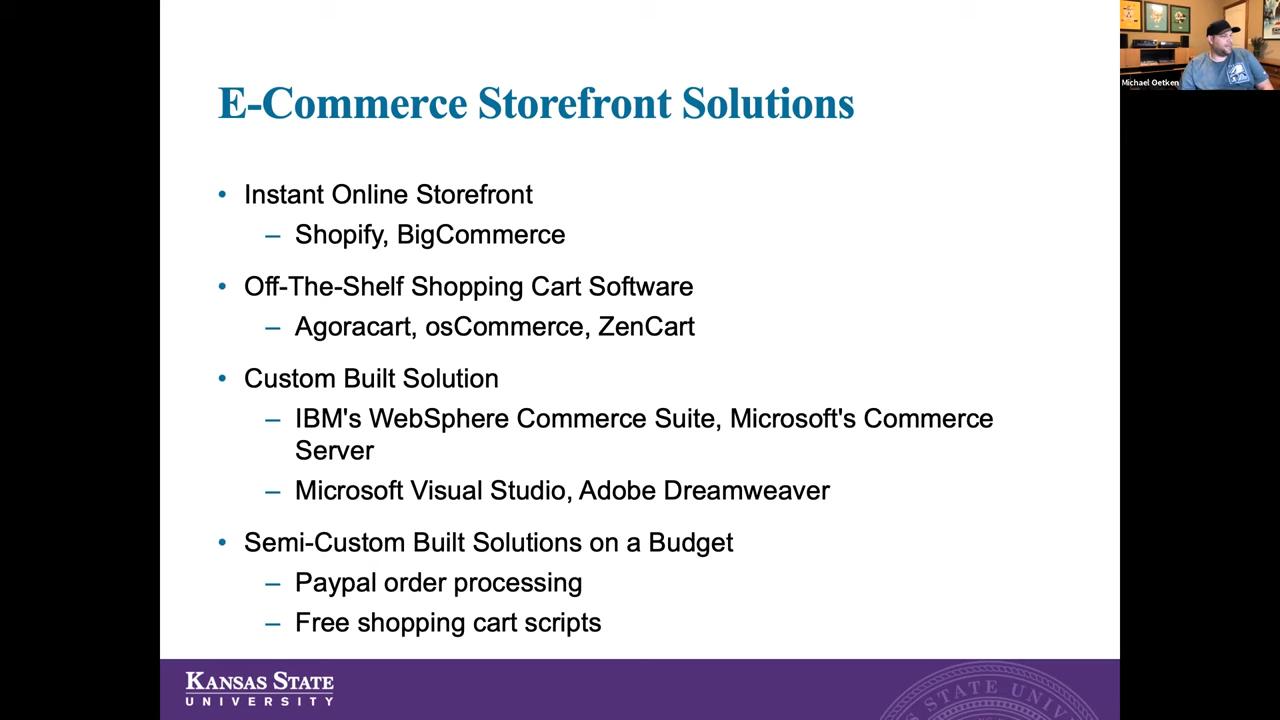 E-Commerce Storefront Solutions
• Instant Online Storefront
– Shopify, BigCommerce
• Off-The-Shelf Shopping Cart Software
– Agoracart, osCommerce, ZenCart
• Custom Built Solution
– IBM's WebSphere Commerce Suite, Microsoft's Commerce
Server
– Microsoft Visual Studio, Adobe Dreamweaver
• Semi-Custom Built Solutions on a Budget
– Paypal order processing
– Free shopping cart scripts
KANSAS STATE
UNIVERSITY
STATE UNIV
Michael Oetken